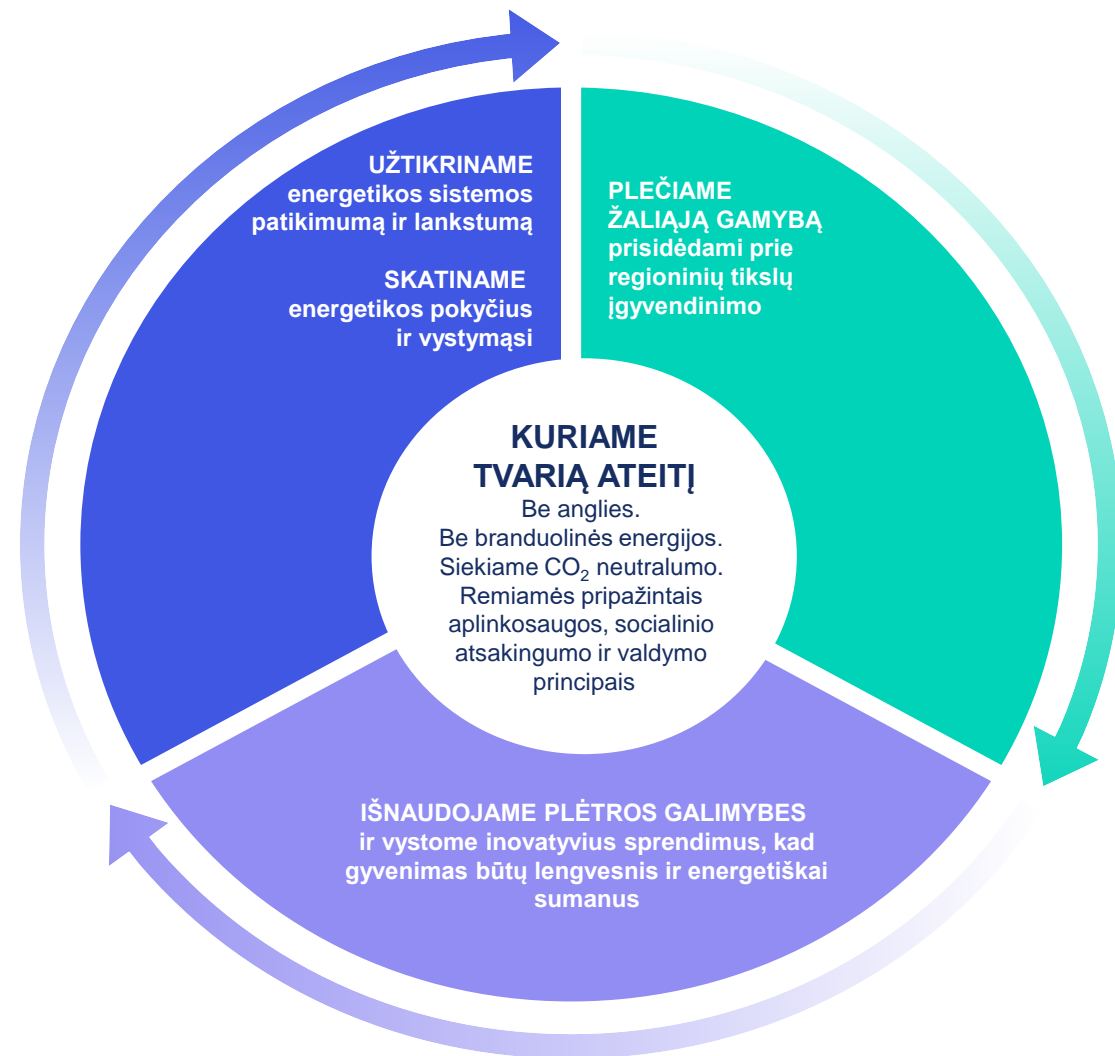 UŽTIKRINAME
energetikos sistemos
patikimumą ir lankstumą
SKATINAME
energetikos pokyčius
ir vystymąsi
PLEČIAME
ŽALIĄJĄ GAMYBĄ
prisidėdami prie
regioninių tikslų
įgyvendinimo
KURIAME
TVARIĄ ATEITĮ
Be anglies.
Be branduolinės energijos.
Siekiame CO₂ neutralumo.
Remiamės pripažintais
aplinkosaugos, socialinio
atsakingumo ir valdymo
principais
IŠNAUDOJAME PLĖTROS GALIMYBES
ir vystome inovatyvius sprendimus, kad
gyvenimas būtų lengvesnis ir energetiškai
sumanus